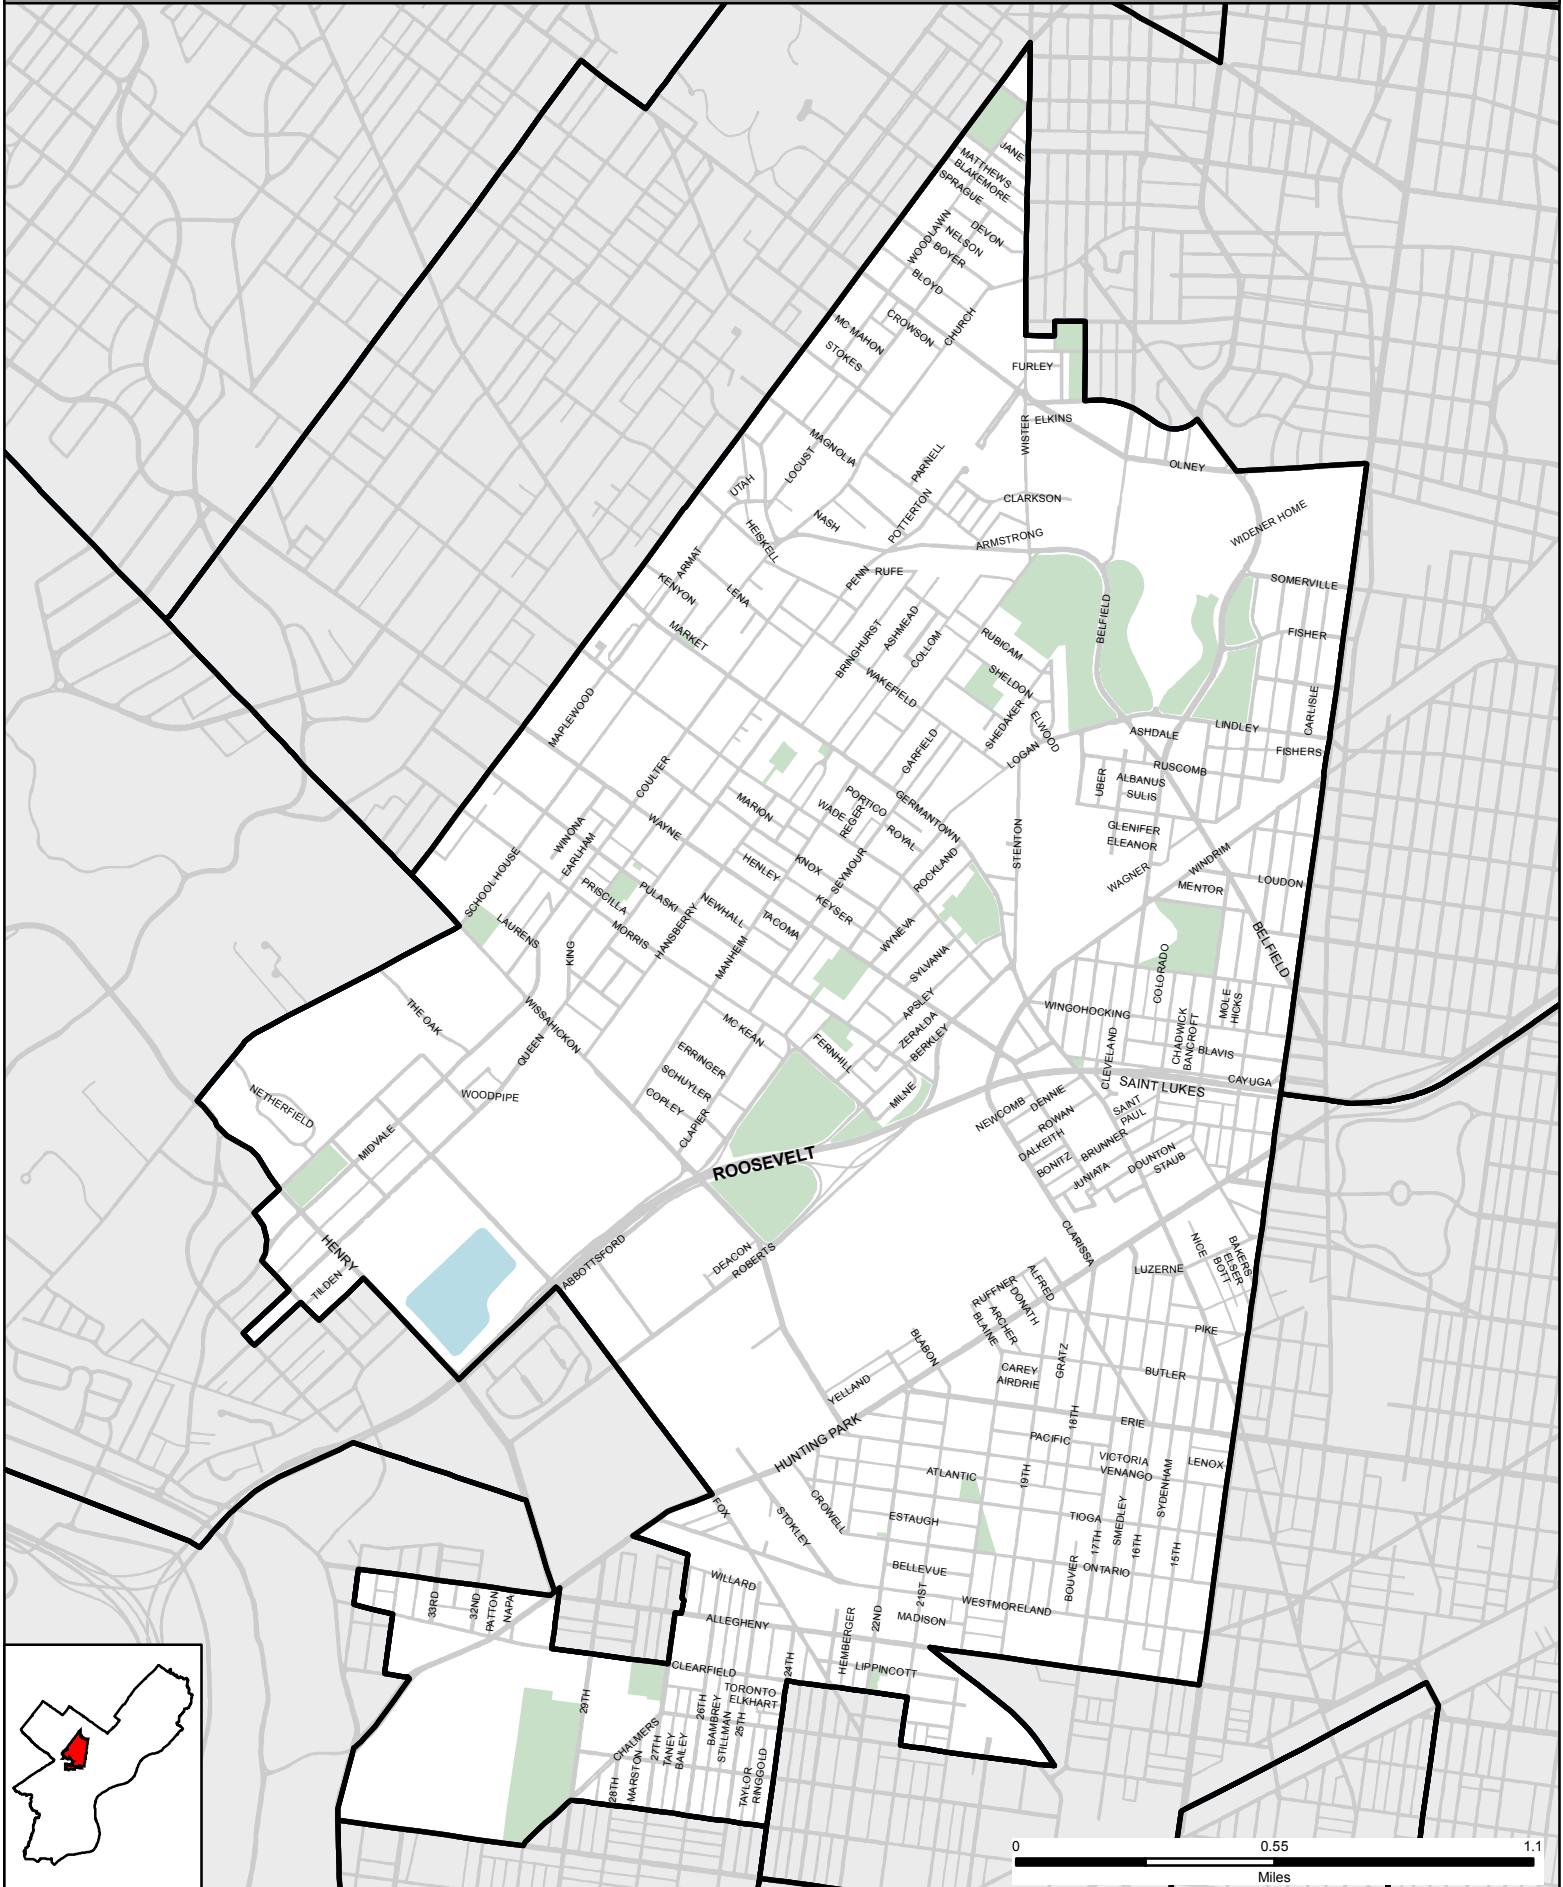 JANE
MATTHEWS
BLAKEMORE
SPRAGUE
WOODLAWN
DEVON
NELSON
BOYER
BLOYD
CROWSON
CHURCH
MC MAHON
STOKES
FURLEY
ELKINS
WISTER
OLNEY
MAGNOLIA
LOCUST
PARNELL
UTAH
CLARKSON
POTTERTON
NASH
HEISKELL
WIDENER HOME
ARMSTRONG
ARMAT
PENN
RUFE
KENYON
LENA
SOMERVILLE
BELFIELD
MARKET
BRINGHURST
ASHMEAD
COLLOM
RUBICAM
FISHER
WAKEFIELD
SHELDON
MAPLEWOOD
SHEDAKER
ELWOOD
CARLISLE
LINDLEY
ASHDALE
GARFIELD
LOGAN
FISHERS
COULTER
RUSCOMB
UBER
ALBANUS
SULIS
MARION
PORTICO
WADE
REGER
GERMANTOWN
WINONA
EARLHAM
WAYNE
ROYAL
GLENIFER
ELEANOR
STENTON
SCHOOL HOUSE
HENLEY
KNOX
SEYMOUR
ROCKLAND
WAGNER
WINDRIM
MENTOR
LOUDON
PRISCILLA
PULASKI
NEWHALL
TACOMA
KEYSER
LAURENS
MORRIS
HANSBERRY
MANHEIM
WYNEVA
KING
SYLVANIA
BELFIELD
COLORADO
THE OAK
WISSAHICKON
QUEEN
MC KEAN
APSLEY
ZERALDA
BERKLEY
WINGOHOCKING
MOLE
HICKS
CHADWICK
BANCROFT
CLEVELAND
BLAVIS
CAYUGA
SAINT LUKES
ERRINGER
FERNHILL
SCHUYLER
COPLEY
CLAPIER
MILNE
NETHERFIELD
WOODPIPE
MIDVALE
NEWCOMB
DENNIE
ROWAN
SAINT
PAUL
DALKEITH
BRUNNER
BONITZ
JUNIATA
DOUNTON
STAUB
ROOSEVELT
HENRY
TILDEN
ABBOTTSFORD
DEACON
ROBERTS
CLARISSA
NICE
BAKERS
ELSER
BOTT
LUZERNE
RUFFNER
ALFRED
DONATH
ARCHER
BLAINE
PIKE
BLABON
GRATZ
CAREY
AIRDRIE
BUTLER
YELLAND
18TH
ERIE
HUNTING PARK
PACIFIC
VICTORIA
VENANGO
LENOX
ATLANTIC
19TH
SYDENHAM
FOX
STOKLEY
CROWELL
ESTAUGH
TIOGA
SMEDLEY
17TH
16TH
15TH
BELLEVUE
BOUVIER
ONTARIO
WILLARD
21ST
WESTMORELAND
33RD
32ND
PATTON
NAPA
ALLEGHENY
HEMBERGER
22ND
MADISON
24TH
CLEARFIELD
LIPPINCOTT
TORONTO
ELKHART
29TH
26TH
BAMBREY
STILLMAN
25TH
CHALMERS
27TH
TANEY
BAILEY
28TH
MARSTON
TAYLOR
RINGGOLD
0 0.55 1.1
Miles